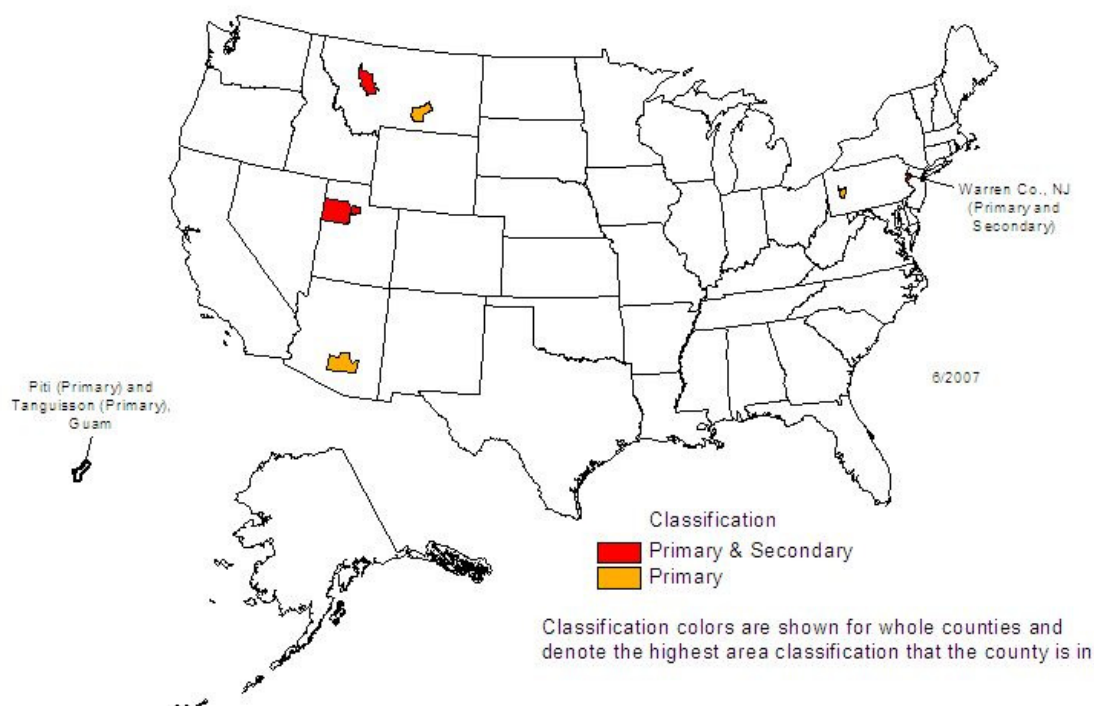 Warren Co., NJ
(Primary and
Secondary)
6/2007
Piti (Primary) and
Tanguisson (Primary),
Guam
Classification
Primary & Secondary
Primary
Classification colors are shown for whole counties and
denote the highest area classification that the county is in